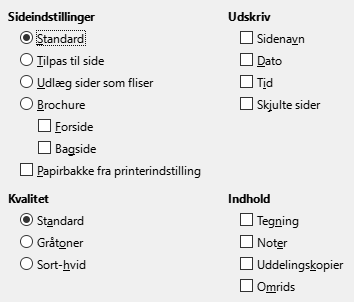 Sideindstillinger
Standard
Tilpas til side
Udlæg sider som fliser
Brochure
Forside
Bagside
Papirbakke fra printerindstilling
Udskriv
Sidenavn
Dato
Tid
Skjulte sider
Kvalitet
Standard
Gråtoner
Sort-hvid
Indhold
Tegning
Noter
Uddelingskopier
Omrids